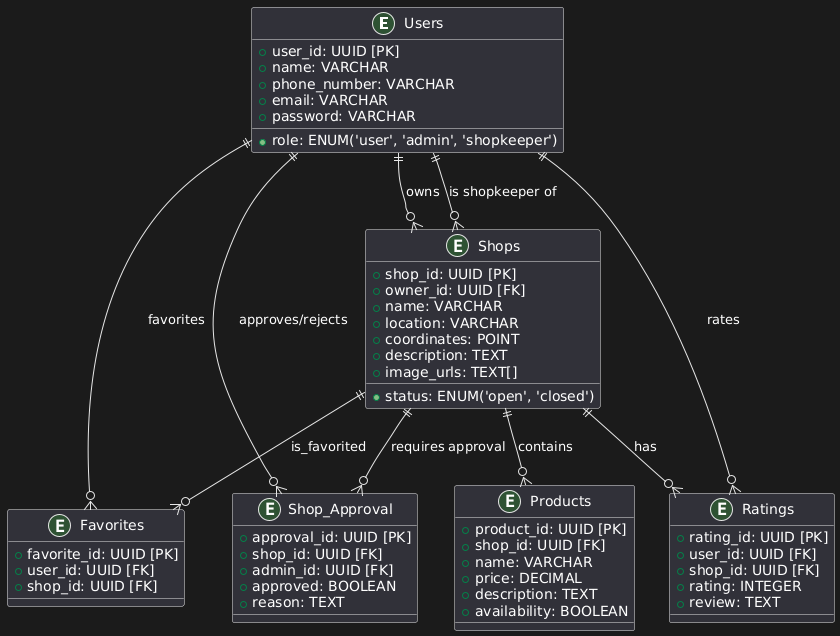 E Users
user_id: UUID [PK]
name: VARCHAR
phone_number: VARCHAR
email: VARCHAR
password: VARCHAR
role: ENUM('user', 'admin', 'shopkeeper')
owns
is shopkeeper of
E Shops
shop_id: UUID [PK]
owner_id: UUID [FK]
name: VARCHAR
location: VARCHAR
coordinates: POINT
description: TEXT
image_urls: TEXT[]
status: ENUM('open', 'closed')
favorites
approves/rejects
rates
is_favorited
requires approval
contains
has
E Favorites
favorite_id: UUID [PK]
user_id: UUID [FK]
shop_id: UUID [FK]
E Shop_Approval
approval_id: UUID [PK]
shop_id: UUID [FK]
admin_id: UUID [FK]
approved: BOOLEAN
reason: TEXT
E Products
product_id: UUID [PK]
shop_id: UUID [FK]
name: VARCHAR
price: DECIMAL
description: TEXT
availability: BOOLEAN
E Ratings
rating_id: UUID [PK]
user_id: UUID [FK]
shop_id: UUID [FK]
rating: INTEGER
review: TEXT